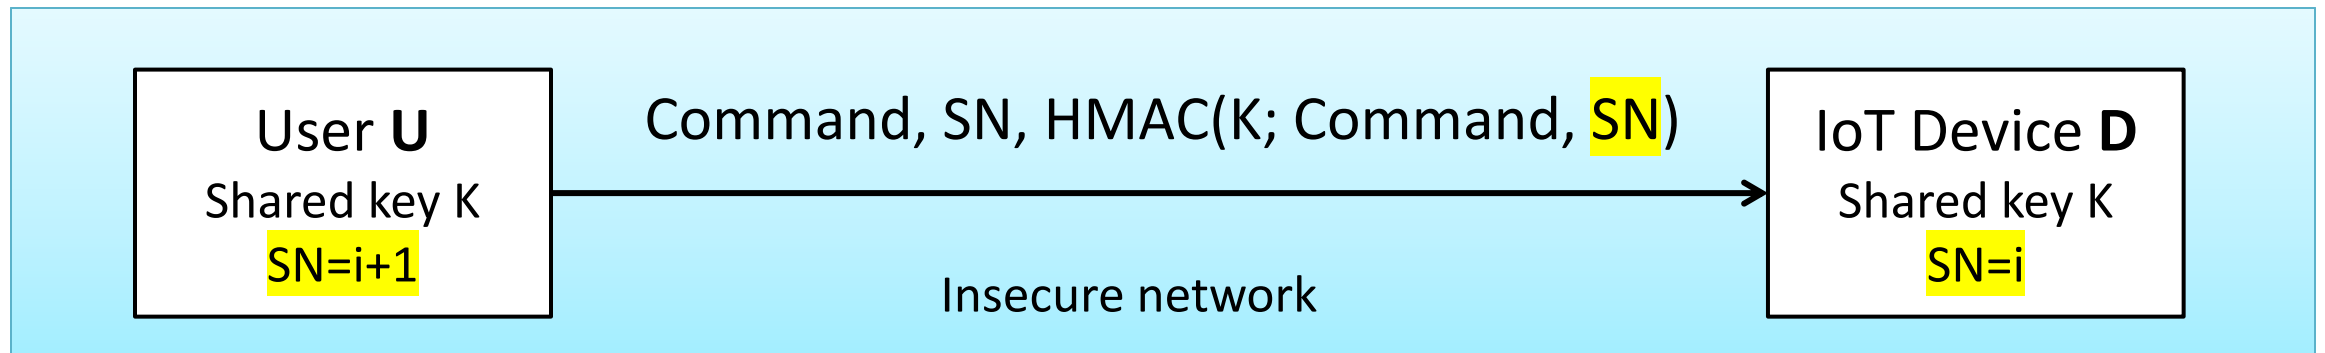 User U
Shared key K
SN=i+1
Command, SN, HMAC(K; Command, SN)
Insecure network
IoT Device D
Shared key K
SN=i